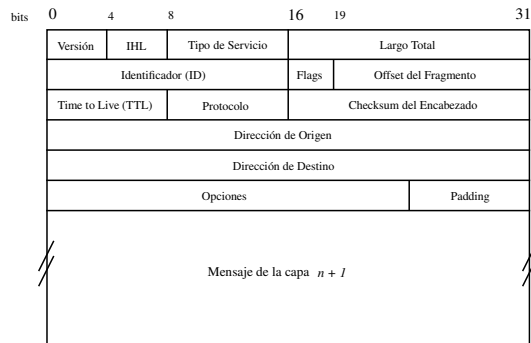 bits 0 4 8 16 19 31
Versión IHL Tipo de Servicio Largo Total
Identificador (ID) Flags Offset del Fragmento
Time to Live (TTL) Protocolo Checksum del Encabezado
Dirección de Origen
Dirección de Destino
Opciones Padding
Mensaje de la capa n + 1